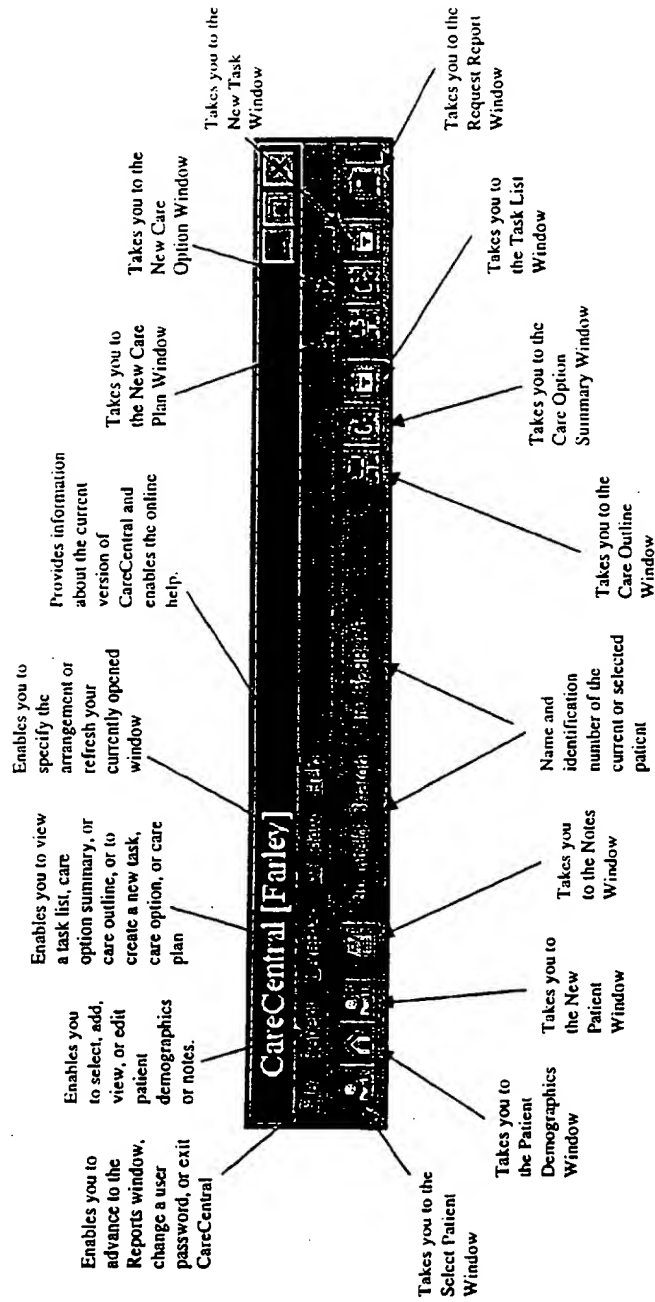 Enables you to
advance to the
Reports window,
change a user
password, or exit
CareCentral
Enables you
to select, add,
view, or edit
patient
demographics
or notes.
Enables you to view
a task list, care
option summary, or
care outline, or to
create a new task,
care option, or care
plan
Enables you to
specify the
arrangement or
refresh your
currently opened
window
Provides information
about the current
version of
CareCentral and
enables the online
help.
Takes you to
the New Care
Plan Window
Takes you to the
New Care
Option Window
Takes you to the
New Task
Window
CareCentral [Farley]
Takes you to the
Select Patient
Window
Takes you to
the Patient
Demographics
Window
Takes you to
the New
Patient
Window
Takes you
to the Notes
Window
Name and
identification
number of the
current or selected
patient
Takes you to the
Care Outline
Window
Takes you to the
Care Option
Summary Window
Takes you to
the Task List
Window
Takes you to the
Request Report
Window